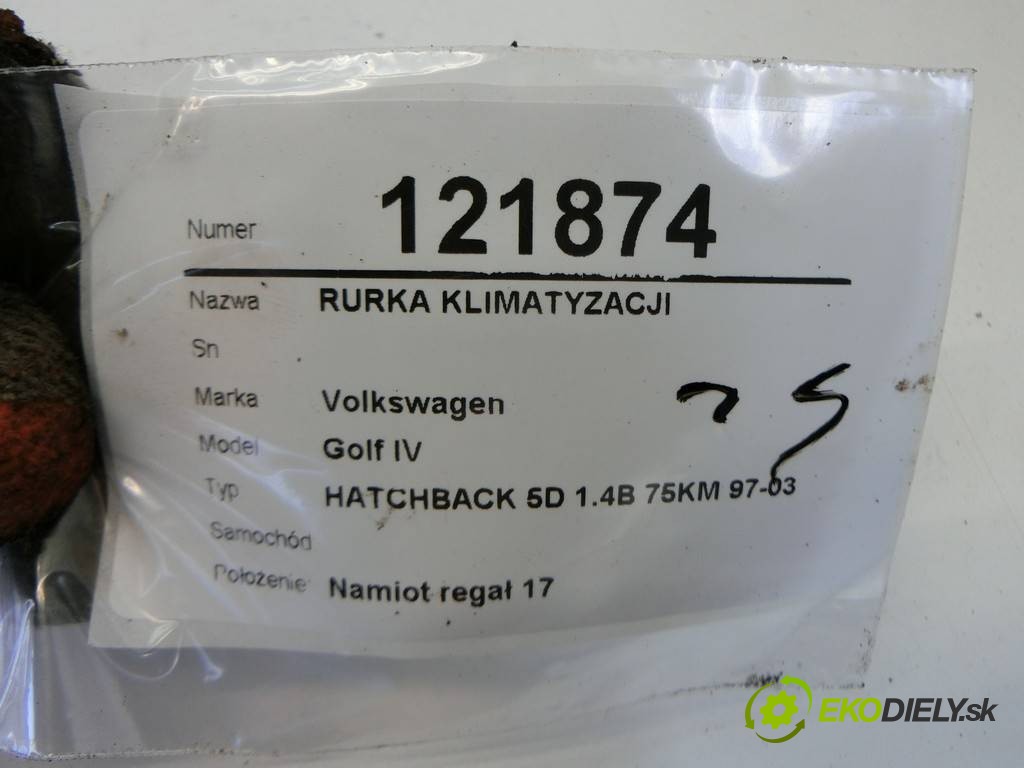 Numer 121874
Nazwa RURKA KLIMATYZACJI
Sn
Marka Volkswagen
Model Golf IV
Typ HATCHBACK 5D 1.4B 75KM 97-03
Samochód
Położenie Namiot regał 17
EKODIELY.sk